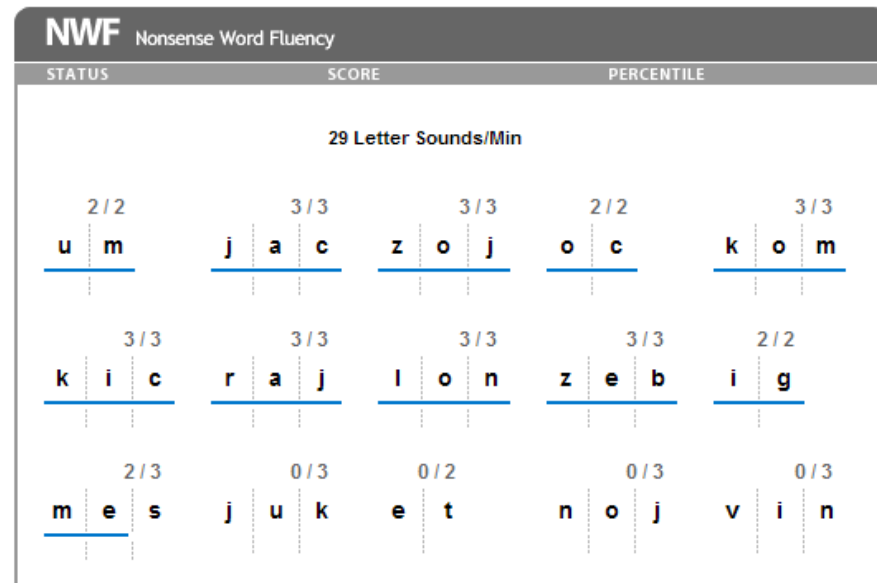 NWF Nonsense Word Fluency
STATUS SCORE PERCENTILE
29 Letter Sounds/Min
2 / 2 3 / 3 3 / 3 2 / 2 3 / 3
u m j a c z o j o c k o m
3 / 3 3 / 3 3 / 3 3 / 3 2 / 2
k i c r a j l o n z e b i g
2 / 3 0 / 3 0 / 2 0 / 3 0 / 3
m e s j u k e t n o j v i n